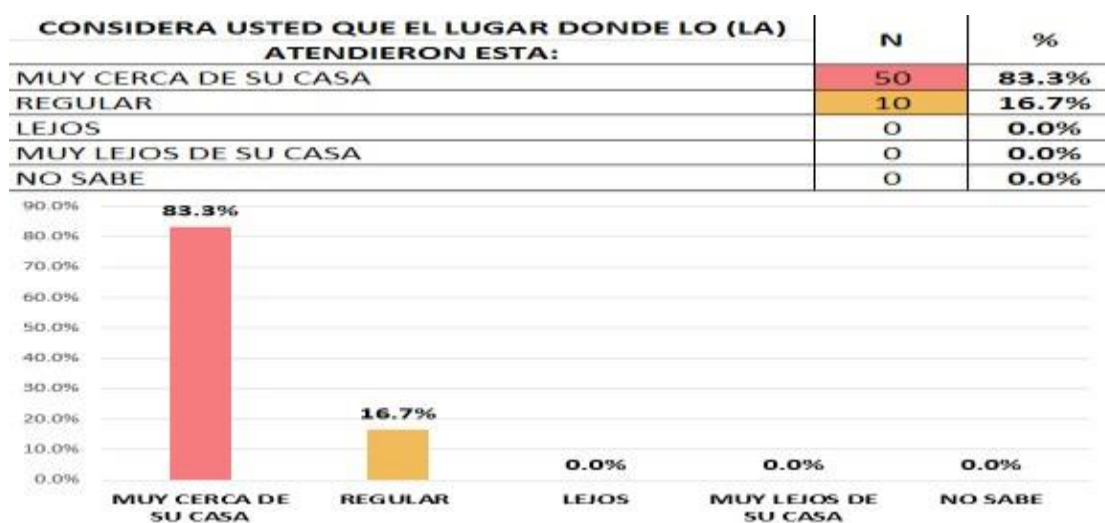 CONSIDERA USTED QUE EL LUGAR DONDE LO (LA)
ATENDIERON ESTA:
N
%
MUY CERCA DE SU CASA 50 83.3%
REGULAR 10 16.7%
LEJOS 0 0.0%
MUY LEJOS DE SU CASA 0 0.0%
NO SABE 0 0.0%
90.0%
83.3%
80.0%
70.0%
60.0%
50.0%
40.0%
30.0%
20.0%
16.7%
10.0%
0.0% 0.0% 0.0%
0.0%
MUY CERCA DE REGULAR LEJOS MUY LEJOS DE NO SABE
SU CASA SU CASA